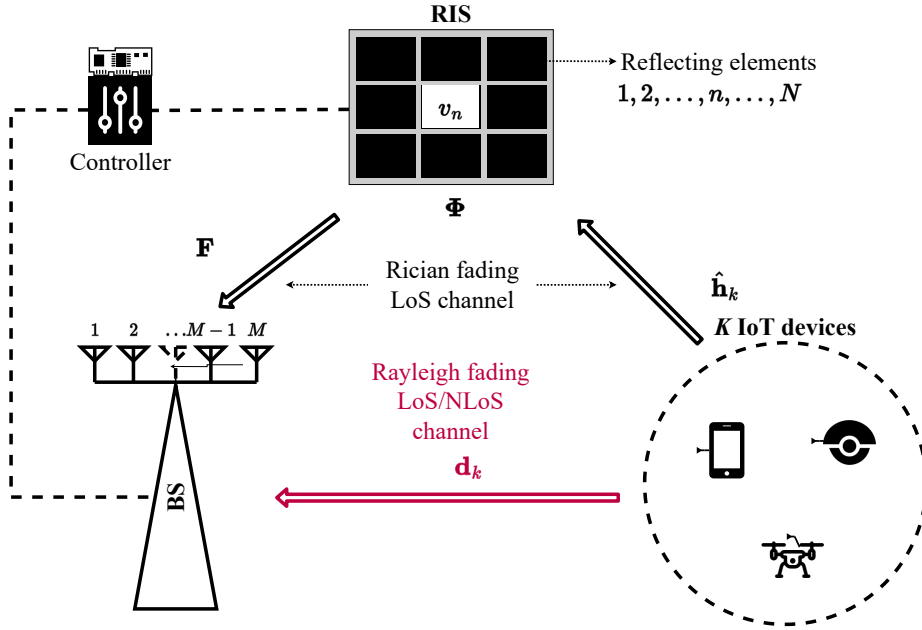 RIS
Reflecting elements
1, 2, . . . , n, . . . , N
v_n
Controller
Φ
F
Rician fading
LoS channel
ĥ_k
K IoT devices
1 2 ...M − 1 M
Rayleigh fading
LoS/NLoS
channel
d_k
BS